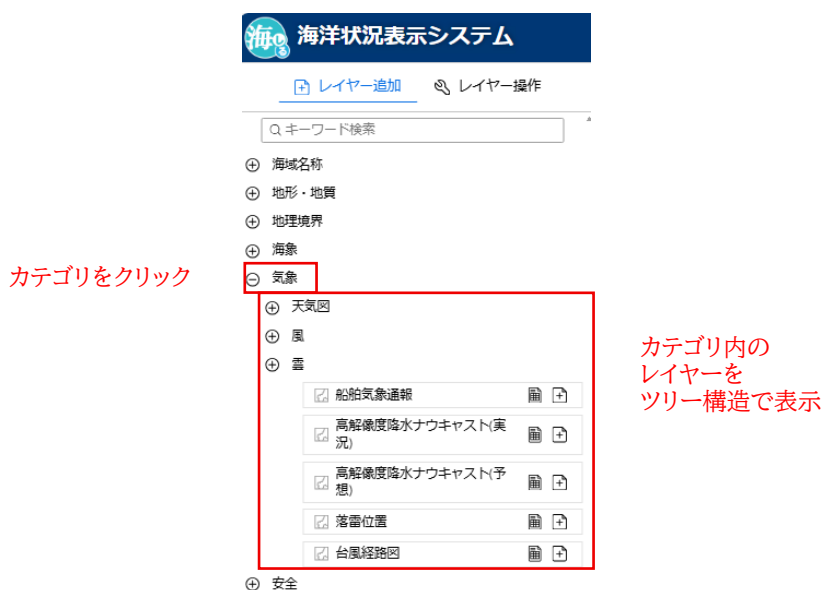 海しる 海洋状況表示システム
レイヤー追加 レイヤー操作
キーワード検索
海域名称
地形・地質
地理境界
海象
カテゴリをクリック
気象
天気図
風
雲
カテゴリ内の
レイヤーを
ツリー構造で表示
船舶気象通報
高解像度降水ナウキャスト(実
況)
高解像度降水ナウキャスト(予
想)
落雷位置
台風経路図
安全